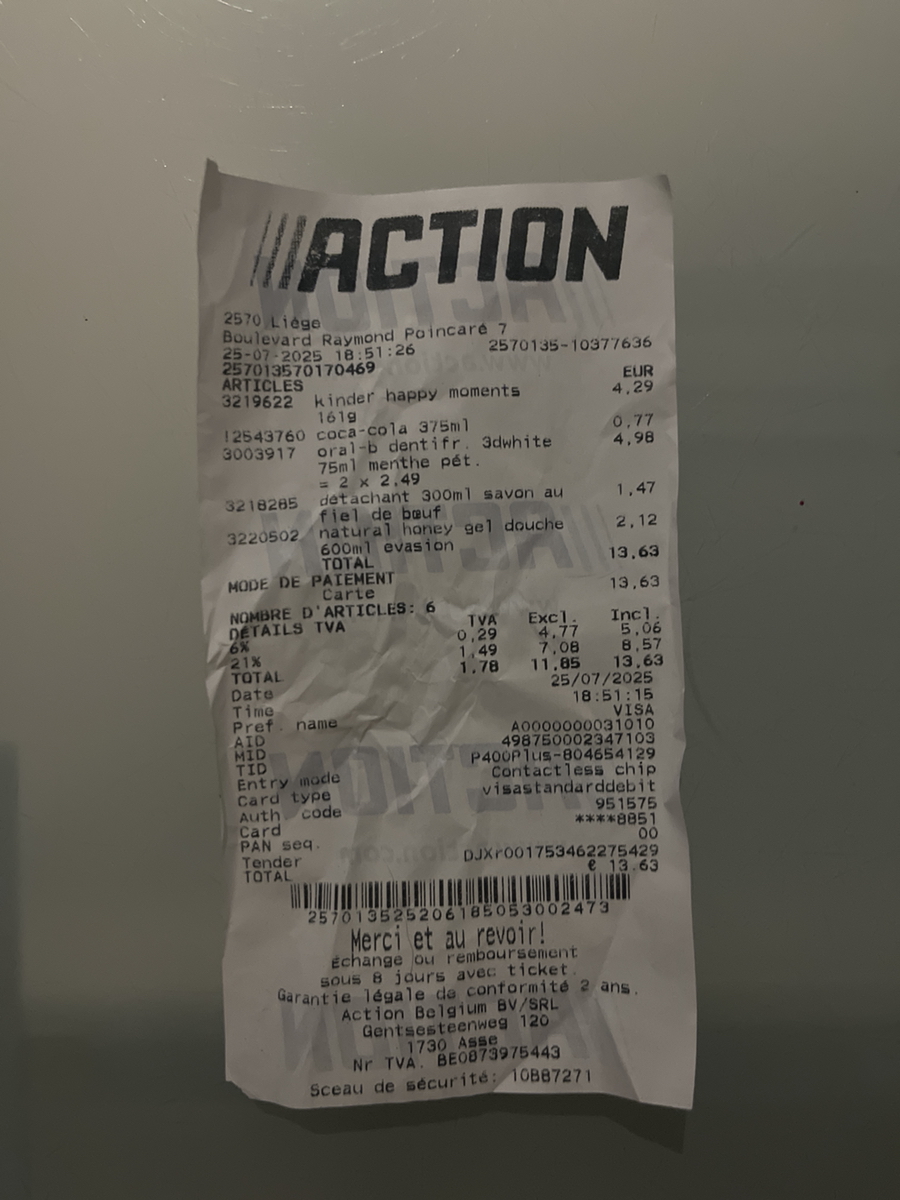 ACTION
2570 Liège
Boulevard Raymond Poincaré 7
25-07-2025 18:51:26 2570135-10377636
257013570170469
ARTICLES EUR
3219622 kinder happy moments 4,29
161g
!2543760 coca-cola 375ml 0,77
3003917 oral-b dentifr. 3dwhite 4,98
75ml menthe pét.
= 2 x 2,49
3218285 détachant 300ml savon au 1,47
fiel de bœuf
3220502 natural honey gel douche 2,12
600ml evasion
TOTAL 13,63
MODE DE PAIEMENT
Carte 13,63
NOMBRE D'ARTICLES: 6
DÉTAILS TVA TVA Excl. Incl.
6% 0,29 4,77 5,06
21% 1,49 7,08 8,57
TOTAL 1,78 11,85 13,63
Date 25/07/2025
Time 18:51:15
Pref. name VISA
AID A0000000031010
MID 498750002347103
TID P400Plus-804654129
Entry mode Contactless chip
Card type visastandarddebit
Auth code 951575
Card ****8851
PAN seq. 00
Tender DJXr001753462275429
TOTAL € 13.63
257013525206185053002473
Merci et au revoir!
Échange ou remboursement
sous 8 jours avec ticket.
Garantie légale de conformité 2 ans.
Action Belgium BV/SRL
Gentsesteenweg 120
1730 Asse
Nr TVA. BE0873975443
Sceau de sécurité: 10B87271